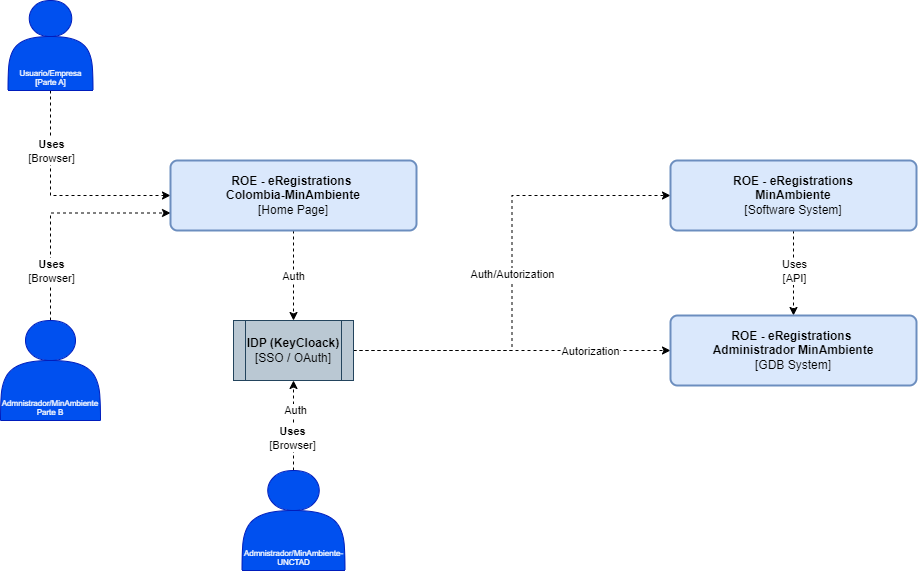 Usuario/Empresa
[Parte A]
Uses
[Browser]
ROE - eRegistrations
Colombia-MinAmbiente
[Home Page]
ROE - eRegistrations
MinAmbiente
[Software System]
Uses
[Browser]
Auth
Auth/Autorization
Uses
[API]
Admnistrador/MinAmbiente
Parte B
IDP (KeyCloack)
[SSO / OAuth]
Autorization
ROE - eRegistrations
Administrador MinAmbiente
[GDB System]
Auth
Uses
[Browser]
Admnistrador/MinAmbiente-
UNCTAD